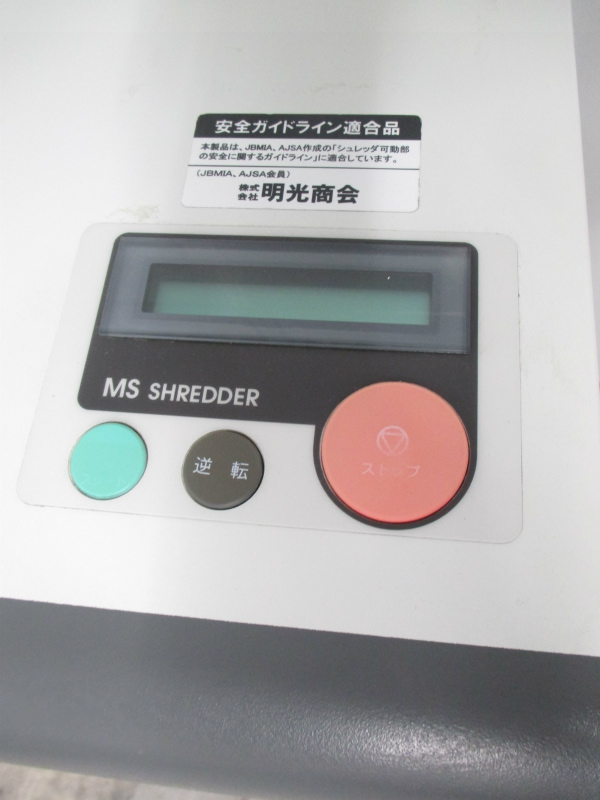 安全ガイドライン適合品
本製品は、JBMIA、AJSA作成の「シュレッダ可動部
の安全に関するガイドライン」に適合しています。
(JBMIA、AJSA会員)
株式会社 明光商会
MS SHREDDER
逆 転
ストップ